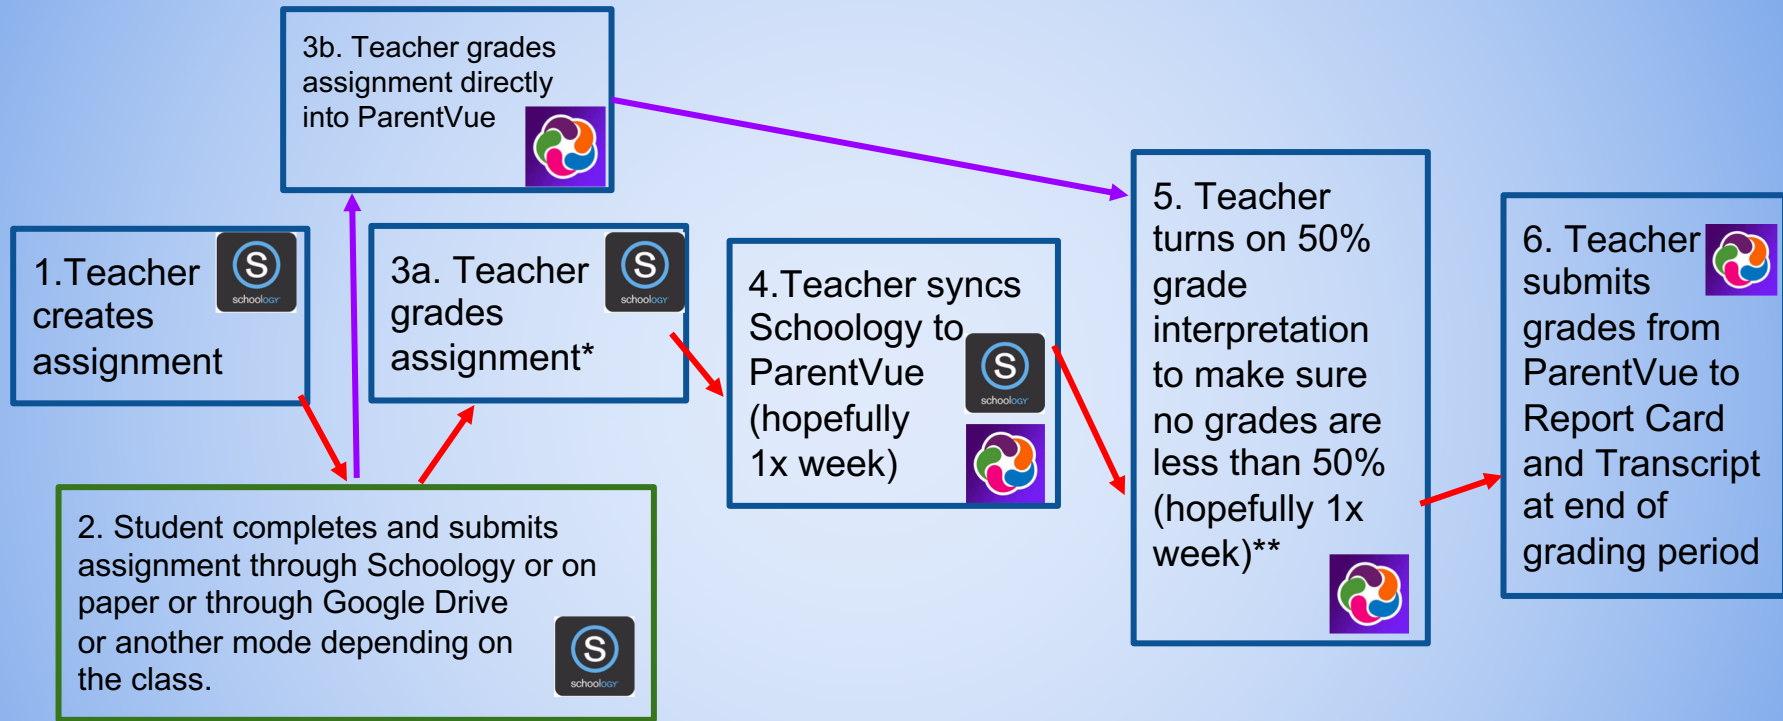 3b. Teacher grades
assignment directly
into ParentVue
1.Teacher
creates
assignment
S
schoology
3a. Teacher
grades
assignment*
S
schoology
4.Teacher syncs
Schoology to
ParentVue
(hopefully
1x week)
S
schoology
5. Teacher
turns on 50%
grade
interpretation
to make sure
no grades are
less than 50%
(hopefully 1x
week)**
6. Teacher
submits
grades from
ParentVue to
Report Card
and Transcript
at end of
grading period
2. Student completes and submits
assignment through Schoology or on
paper or through Google Drive
or another mode depending on
the class.
S
schoology